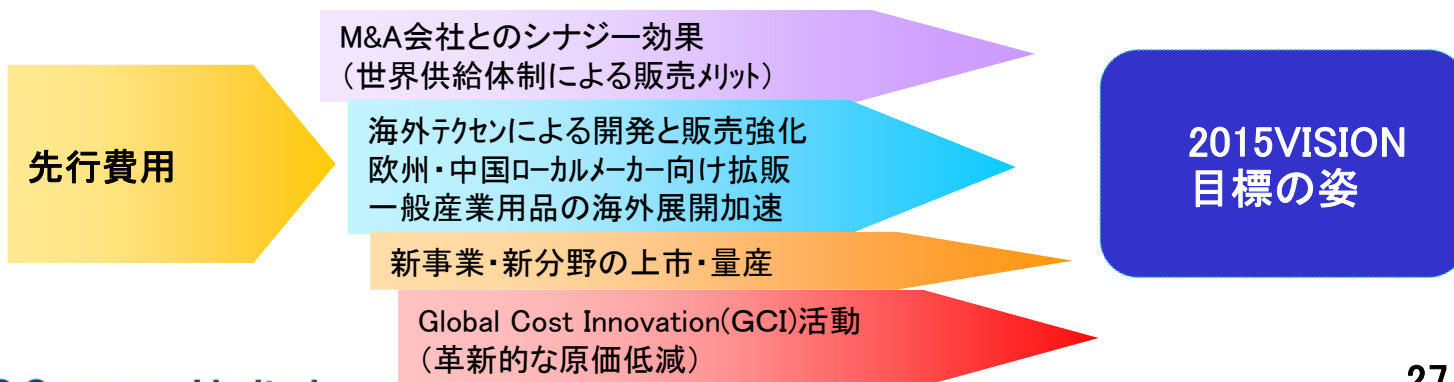 M&A会社とのシナジー効果
（世界供給体制による販売ﾒﾘｯﾄ）
先行費用
海外ﾃｸｾﾝによる開発と販売強化
欧州・中国ﾛｰｶﾙﾒｰｶｰ向け拡販
一般産業用品の海外展開加速
新事業・新分野の上市・量産
Global Cost Innovation(GCI)活動
（革新的な原価低減）
2015VISION
目標の姿
27